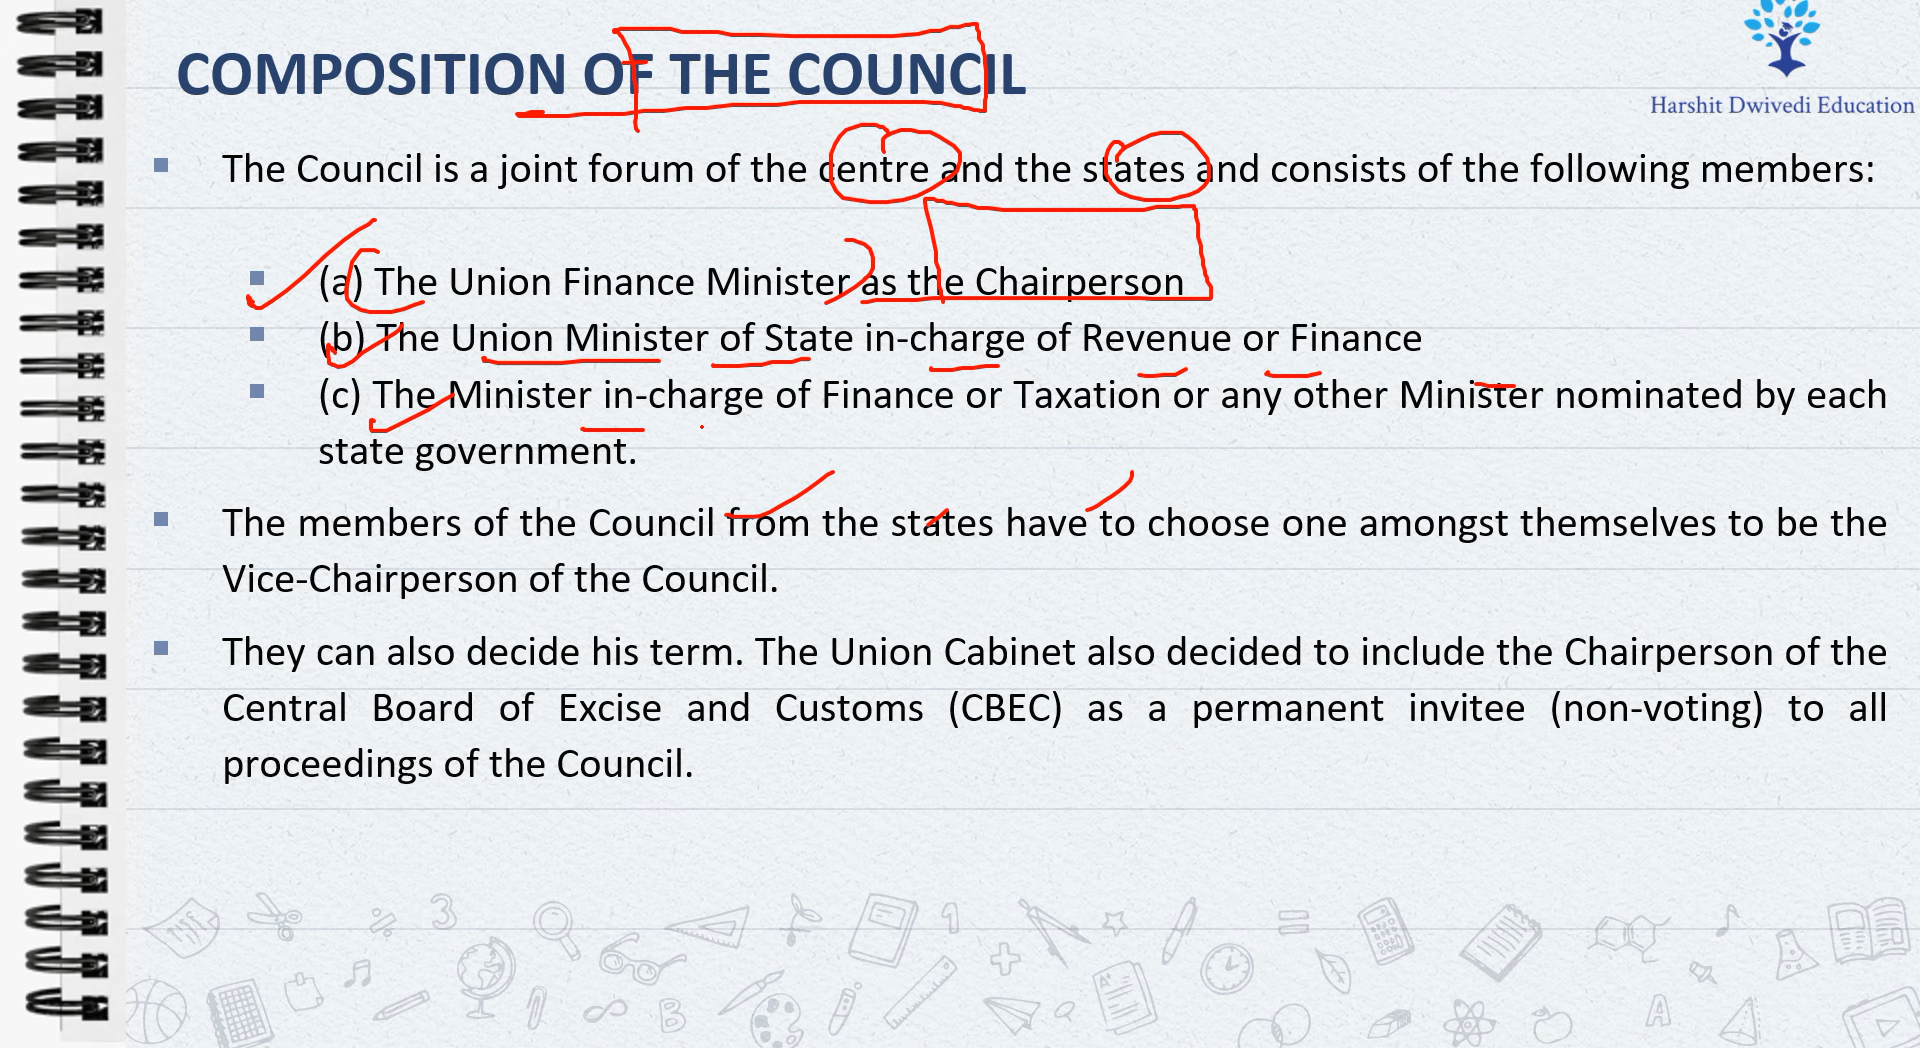 COMPOSITION OF THE COUNCIL
Harshit Dwivedi Education
The Council is a joint forum of the centre and the states and consists of the following members:
(a) The Union Finance Minister as the Chairperson
(b) The Union Minister of State in-charge of Revenue or Finance
(c) The Minister in-charge of Finance or Taxation or any other Minister nominated by each
state government.
The members of the Council from the states have to choose one amongst themselves to be the
Vice-Chairperson of the Council.
They can also decide his term. The Union Cabinet also decided to include the Chairperson of the
Central Board of Excise and Customs (CBEC) as a permanent invitee (non-voting) to all
proceedings of the Council.